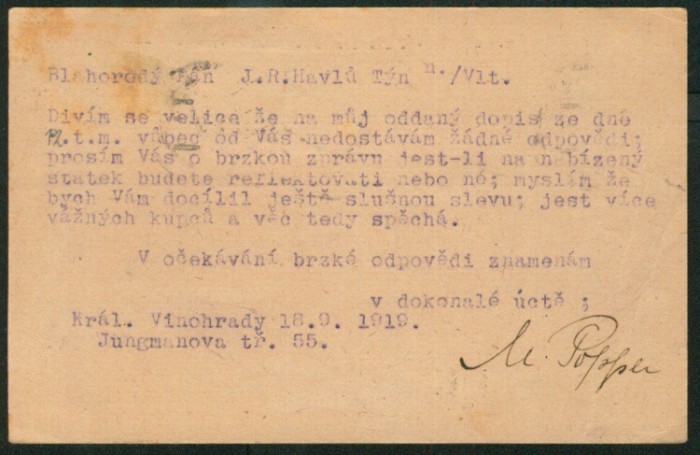 Blahorodý Pán J.R.Havlů Týn n./Vlt.
Divím se velice že na můj oddaný dopis ze dne
12.t.m. vůbec od Vás nedostávám žádné odpovědi;
prosím Vás o brzkou zprávu jest-li na nabízený
statek budete reflektovati nebo né; myslím že
bych Vám docílil ještě slušnou slevu; jest více
vážných kupců a věc tedy spěchá.
V očekávání brzké odpovědi znamenám
v dokonalé úctě ;
Král. Vinohrady 18.9. 1919.
Jungmanova tř. 55.
M. Popper